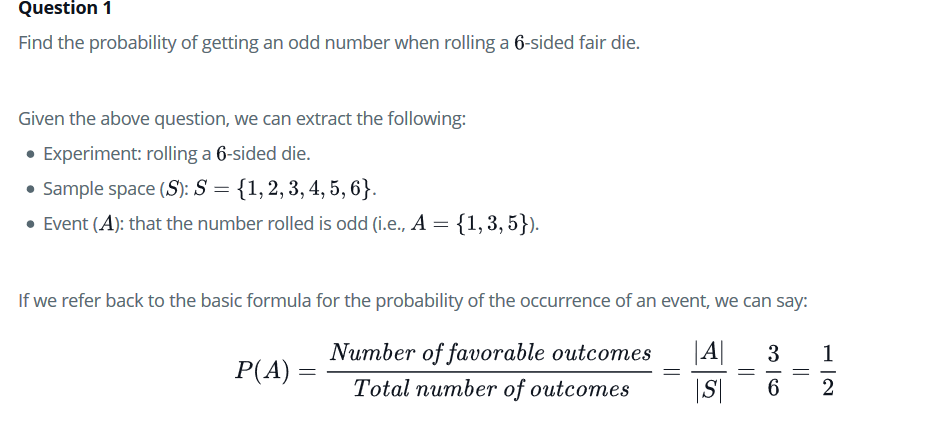 Question 1
Find the probability of getting an odd number when rolling a 6-sided fair die.
Given the above question, we can extract the following:
• Experiment: rolling a 6-sided die.
• Sample space (S): S = {1, 2, 3, 4, 5, 6}.
• Event (A): that the number rolled is odd (i.e., A = {1, 3, 5}).
If we refer back to the basic formula for the probability of the occurrence of an event, we can say:
P(A) = Number of favorable outcomes / Total number of outcomes = |A| / |S| = 3 / 6 = 1 / 2